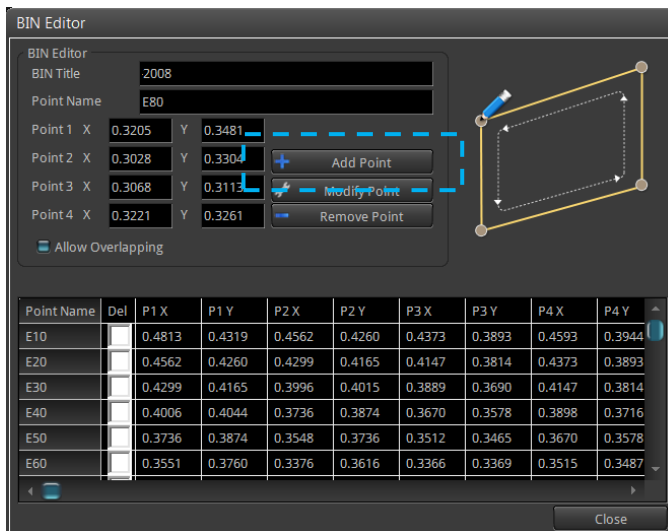 BIN Editor
BIN Editor
BIN Title 2008
Point Name E80
Point 1 X 0.3205 Y 0.3481
Point 2 X 0.3028 Y 0.3304 Add Point
Point 3 X 0.3068 Y 0.3113 Modify Point
Point 4 X 0.3221 Y 0.3261 Remove Point
Allow Overlapping
Point Name Del P1 X P1 Y P2 X P2 Y P3 X P3 Y P4 X P4 Y
E10 0.4813 0.4319 0.4562 0.4260 0.4373 0.3893 0.4593 0.3944
E20 0.4562 0.4260 0.4299 0.4165 0.4147 0.3814 0.4373 0.3893
E30 0.4299 0.4165 0.3996 0.4015 0.3889 0.3690 0.4147 0.3814
E40 0.4006 0.4044 0.3736 0.3874 0.3670 0.3578 0.3898 0.3716
E50 0.3736 0.3874 0.3548 0.3736 0.3512 0.3465 0.3670 0.3578
E60 0.3551 0.3760 0.3376 0.3616 0.3366 0.3369 0.3515 0.3487
Close